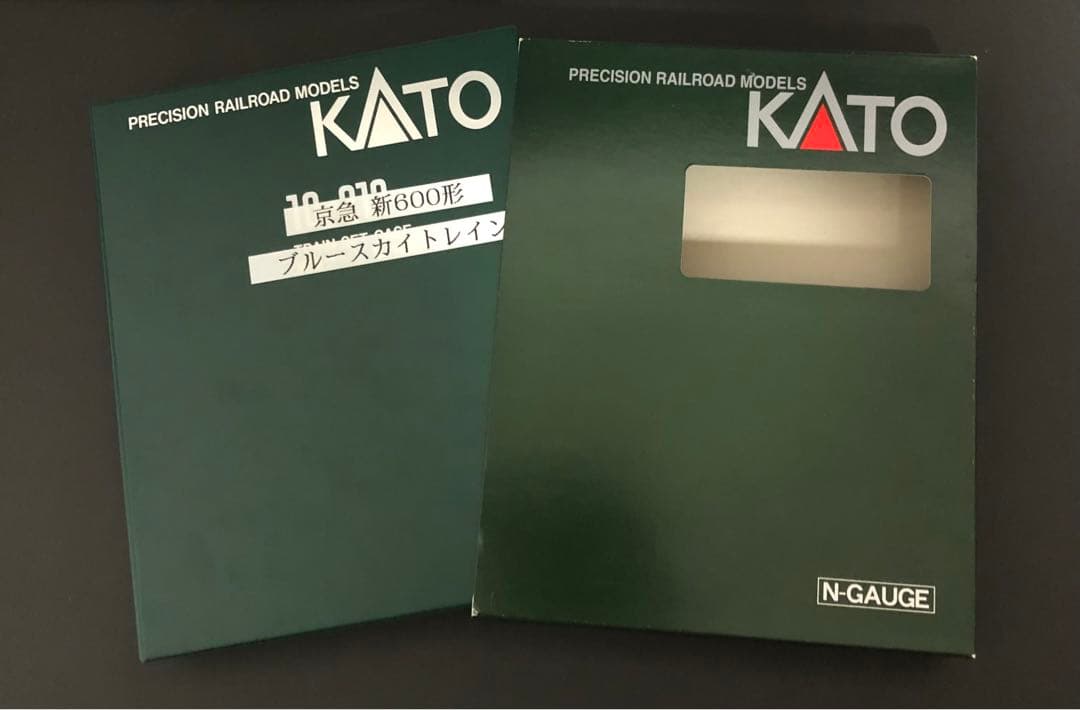 PRECISION RAILROAD MODELS
KATO
京急 新600形
ブルースカイトレイン
PRECISION RAILROAD MODELS
KATO
N-GAUGE